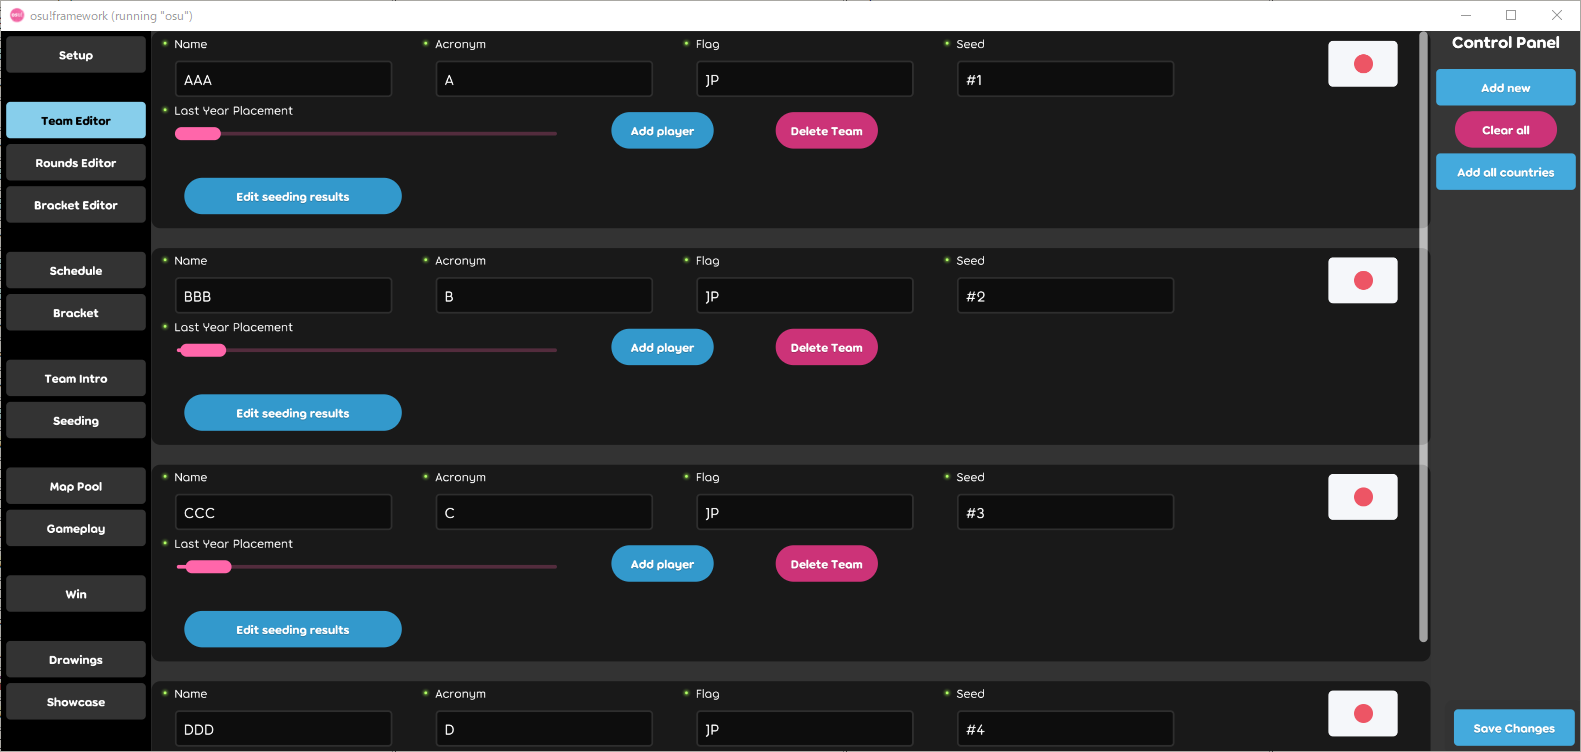 osu!framework (running "osu")
Setup
Team Editor
Rounds Editor
Bracket Editor
Schedule
Bracket
Team Intro
Seeding
Map Pool
Gameplay
Win
Drawings
Showcase
Name Acronym Flag Seed
AAA A JP #1
Last Year Placement
Add player Delete Team
Edit seeding results
Name Acronym Flag Seed
BBB B JP #2
Last Year Placement
Add player Delete Team
Edit seeding results
Name Acronym Flag Seed
CCC C JP #3
Last Year Placement
Add player Delete Team
Edit seeding results
Name Acronym Flag Seed
DDD D JP #4
Control Panel
Add new
Clear all
Add all countries
Save Changes